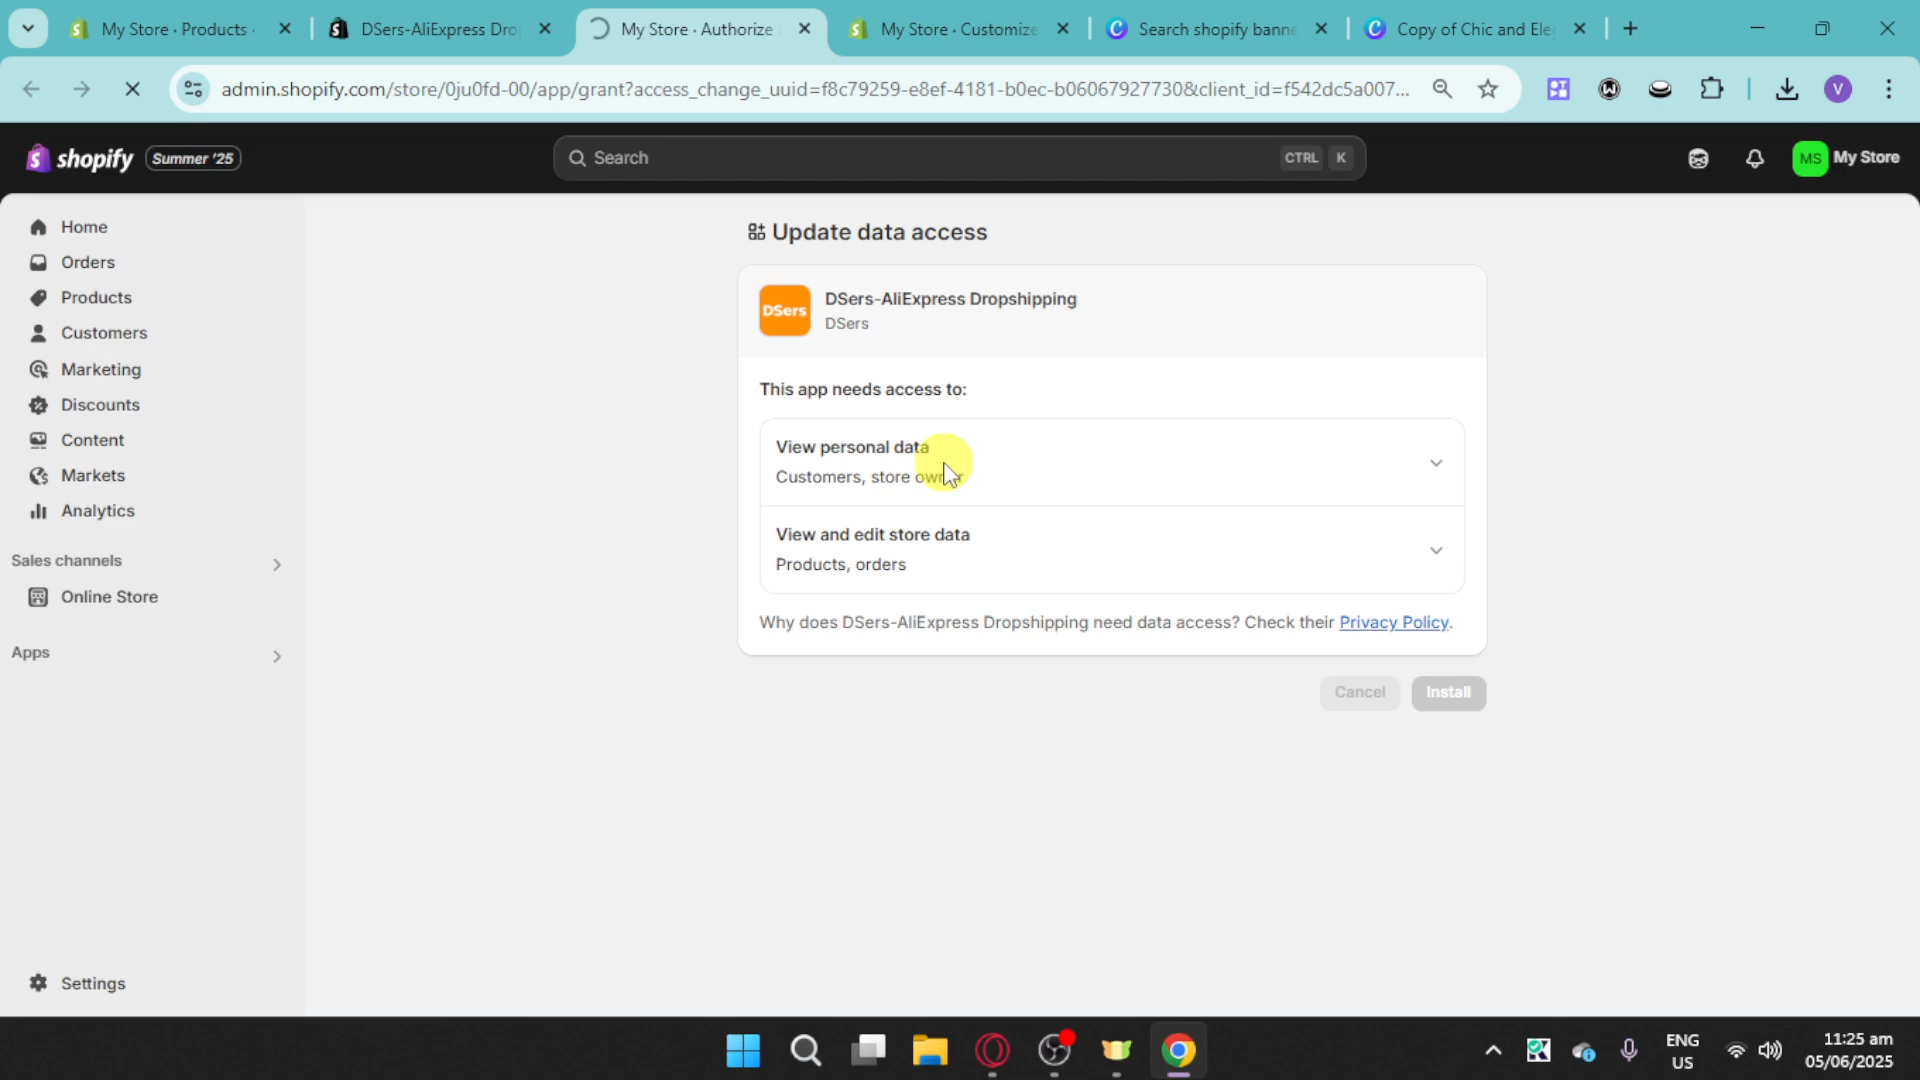 My Store · Products ·
DSers-AliExpress Dro
My Store · Authorize
My Store · Customize
Search shopify banne
Copy of Chic and Ele
admin.shopify.com/store/0ju0fd-00/app/grant?access_change_uuid=f8c79259-e8ef-4181-b0ec-b06067927730&client_id=f542dc5a007...
V
shopify
Summer '25
Search
CTRL K
MS My Store
Home
Orders
Products
Customers
Marketing
Discounts
Content
Markets
Analytics
Sales channels
Online Store
Apps
Settings
Update data access
DSers
DSers-AliExpress Dropshipping
DSers
This app needs access to:
View personal data
Customers, store owner
View and edit store data
Products, orders
Why does DSers-AliExpress Dropshipping need data access? Check their Privacy Policy.
Cancel
Install
ENG
US
11:25 am
05/06/2025